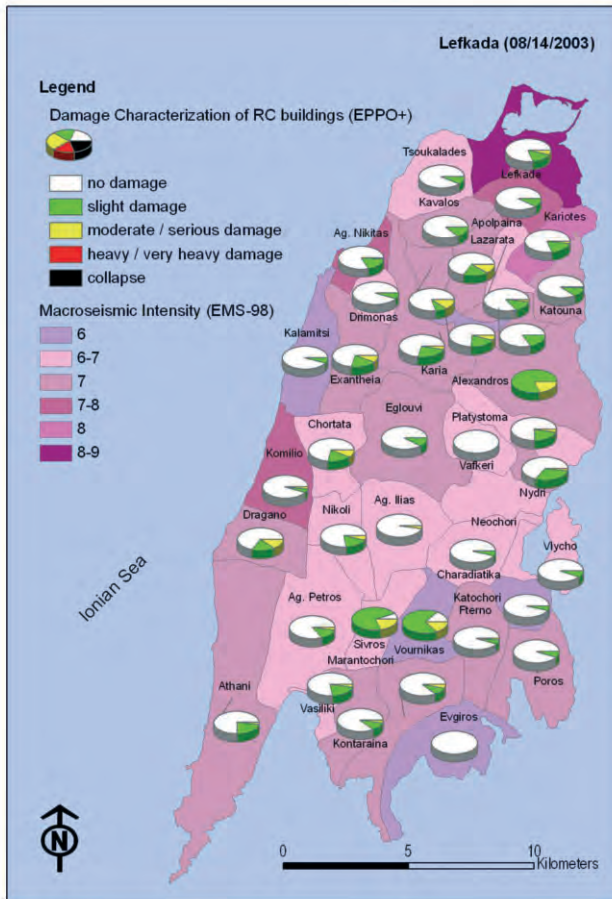 Lefkada (08/14/2003)
Legend
Damage Characterization of RC buildings (EPPO+)
no damage
slight damage
moderate / serious damage
heavy / very heavy damage
collapse
Macroseismic Intensity (EMS-98)
6
6-7
7
7-8
8
8-9
Tsoukalades
Lefkada
Kavalos
Apolpaina
Kariotes
Ag. Nikitas
Lazarata
Drimonas
Katouna
Kalamitsi
Exantheia
Karia
Alexandros
Eglouvi
Platystoma
Chortata
Komilio
Vafkeri
Nydri
Ag. Ilias
Dragano
Nikoli
Neochori
Vlycho
Charadiatika
Ag. Petros
Katochori
Fterno
Sivros
Vournikas
Marantochori
Poros
Athani
Vasiliki
Evgiros
Kontaraina
Ionian Sea
N
0 5 10
Kilometers